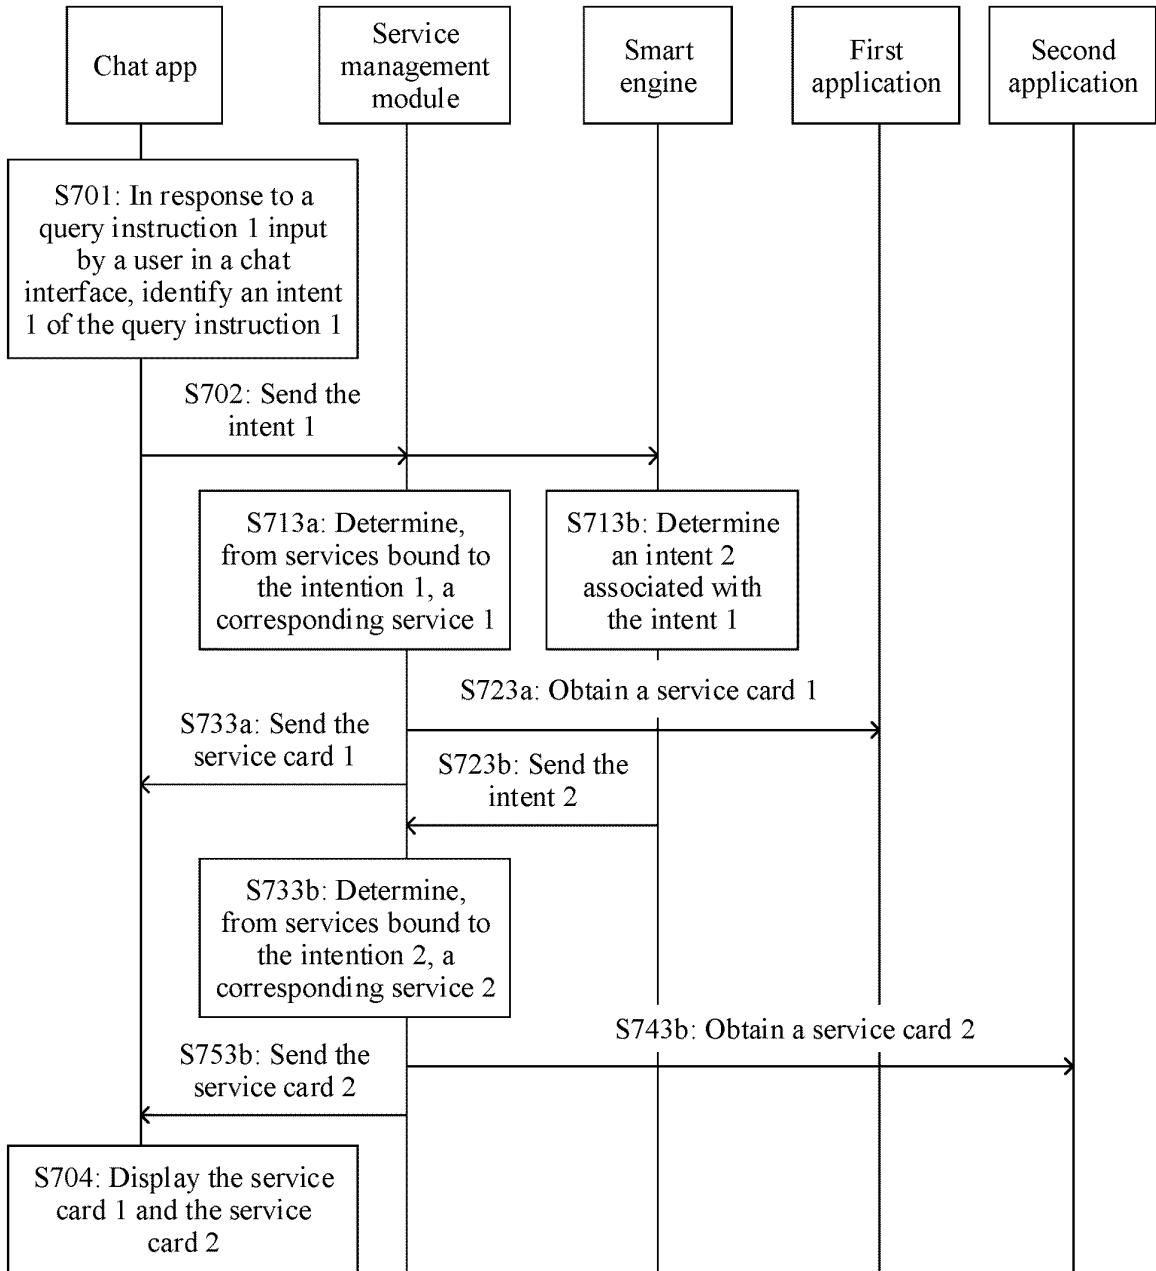 Chat app
Service
management
module
Smart
engine
First
application
Second
application
S701: In response to a
query instruction 1 input
by a user in a chat
interface, identify an intent
1 of the query instruction 1
S702: Send the
intent 1
S713a: Determine,
from services bound to
the intention 1, a
corresponding service 1
S713b: Determine
an intent 2
associated with
the intent 1
S723a: Obtain a service card 1
S733a: Send the
service card 1
S723b: Send the
intent 2
S733b: Determine,
from services bound to
the intention 2, a
corresponding service 2
S743b: Obtain a service card 2
S753b: Send the
service card 2
S704: Display the service
card 1 and the service
card 2